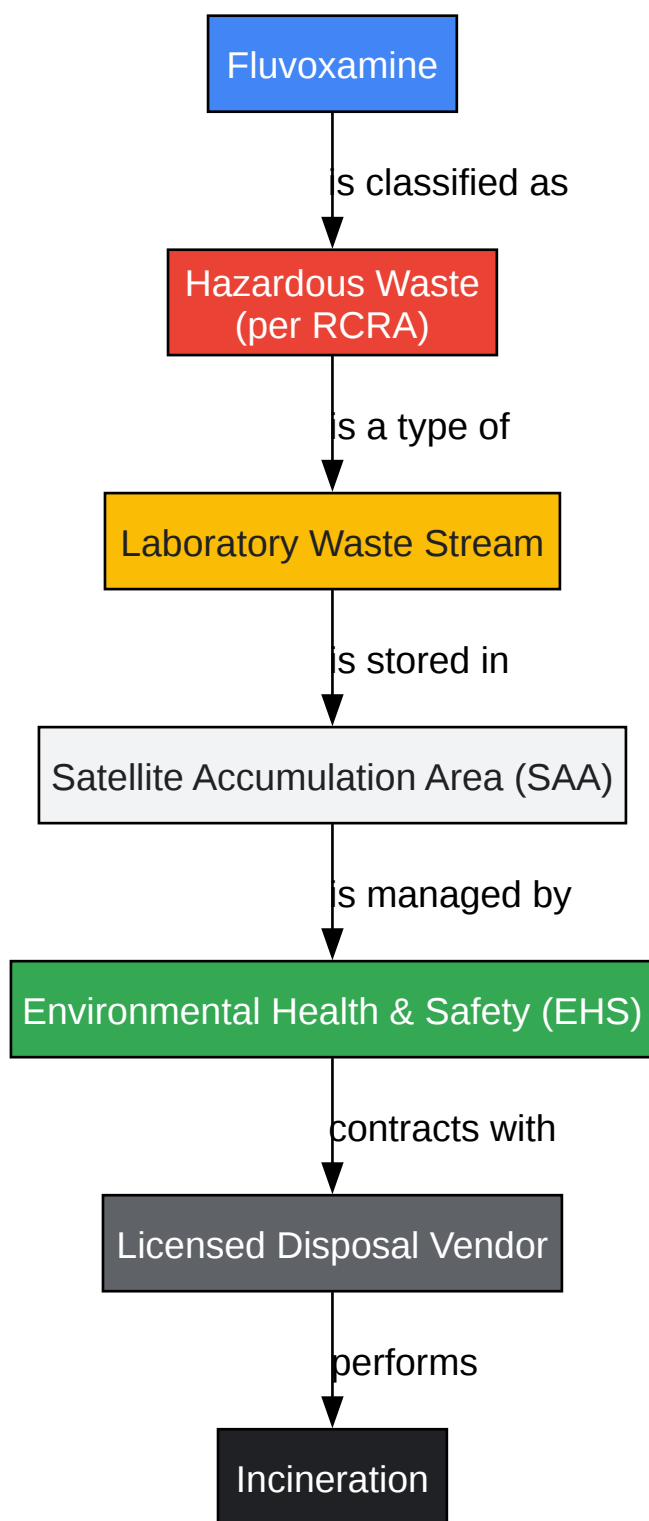 Fluvoxamine
is classified as
Hazardous Waste
(per RCRA)
is a type of
Laboratory Waste Stream
is stored in
Satellite Accumulation Area (SAA)
is managed by
Environmental Health & Safety (EHS)
contracts with
Licensed Disposal Vendor
performs
Incineration